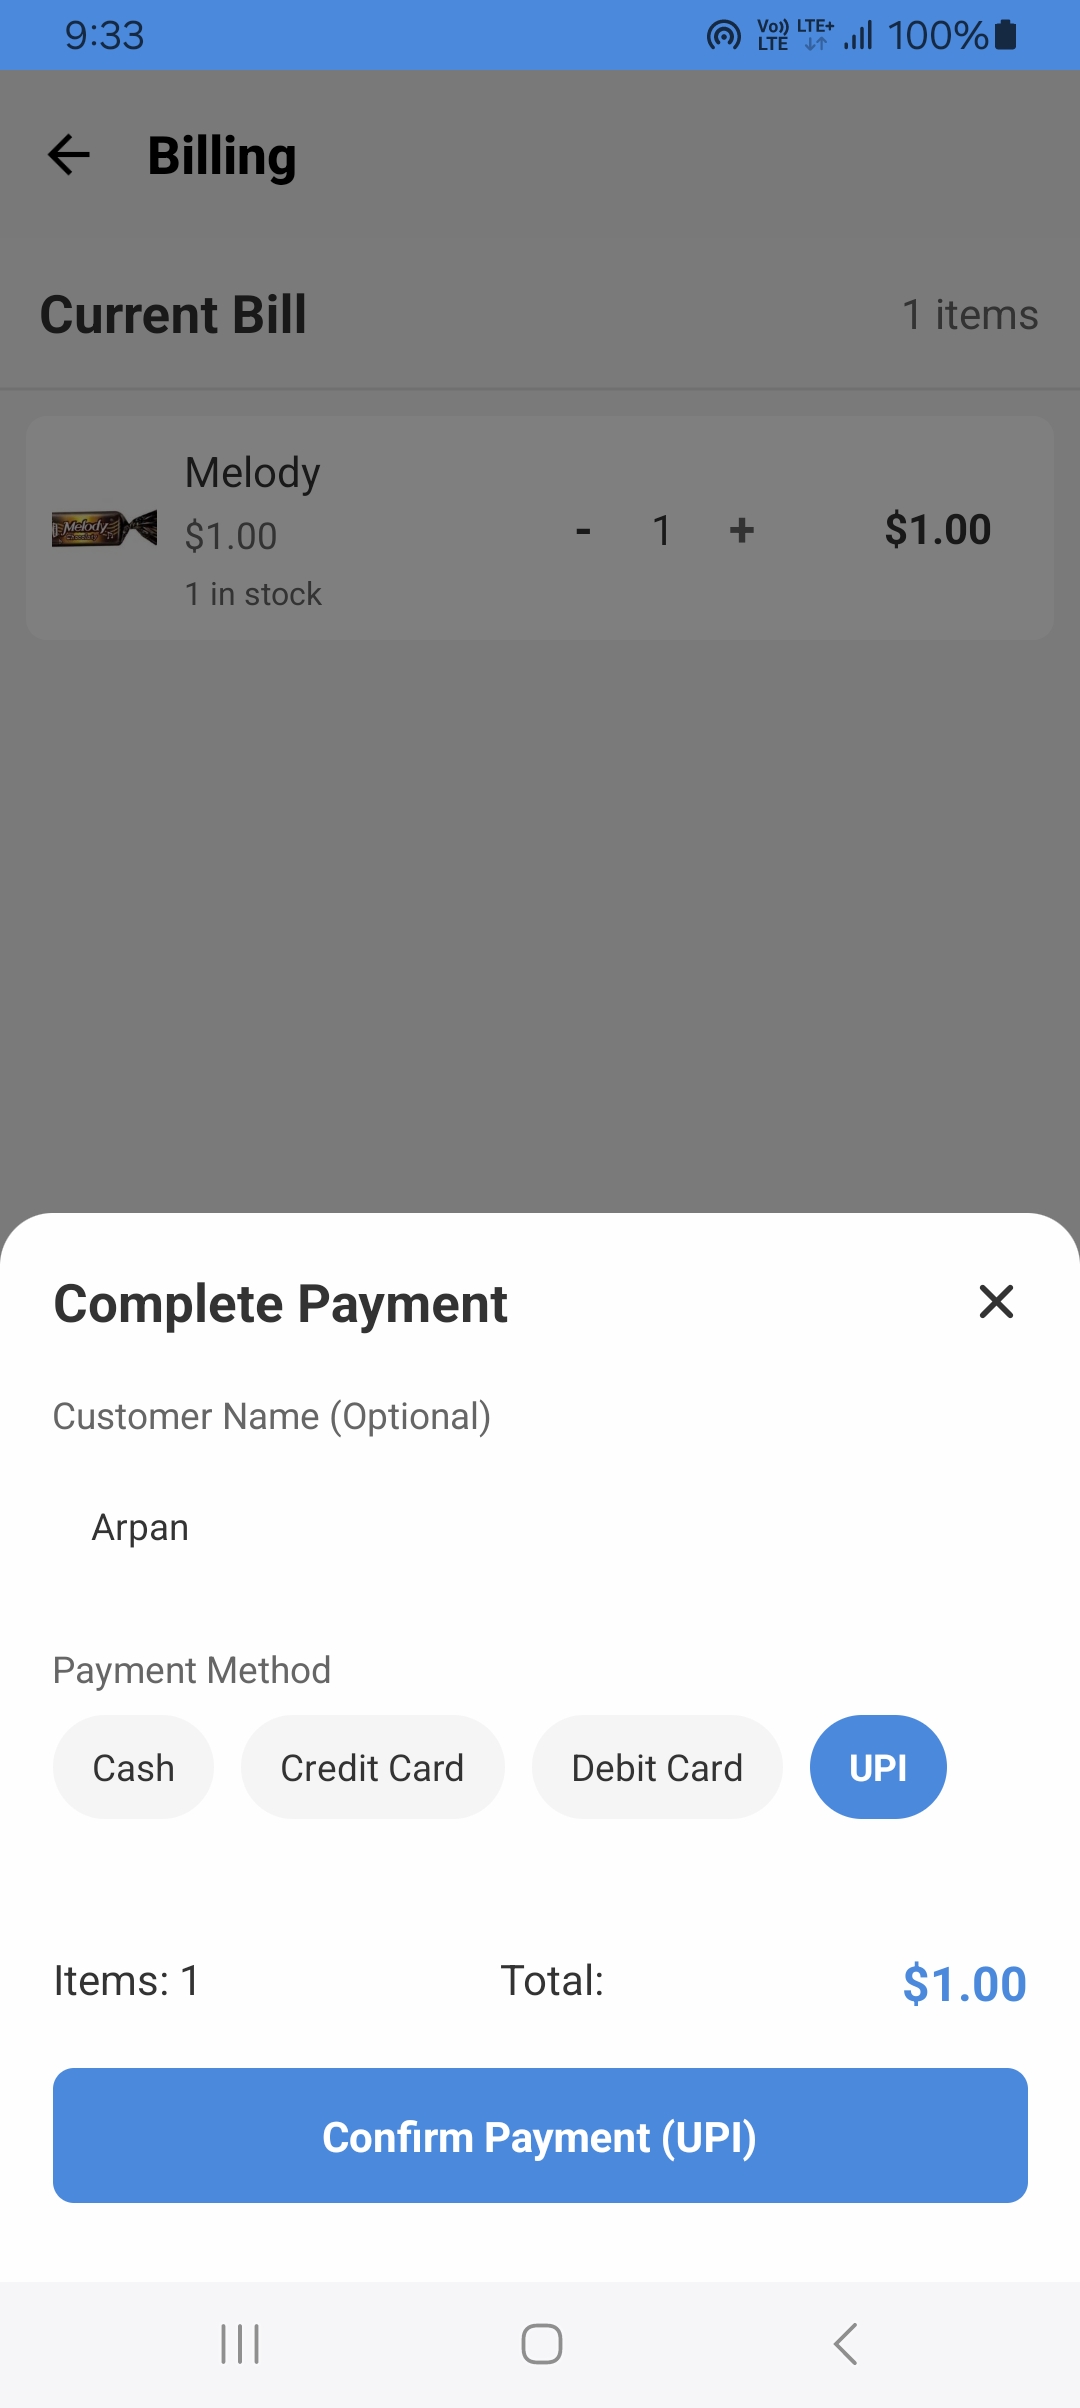 9:33 Vo)) LTE LTE+ 100%
Billing
Current Bill 1 items
Melody
Melody
$1.00 - 1 + $1.00
1 in stock
Complete Payment
Customer Name (Optional)
Arpan
Payment Method
Cash Credit Card Debit Card UPI
Items: 1 Total: $1.00
Confirm Payment (UPI)